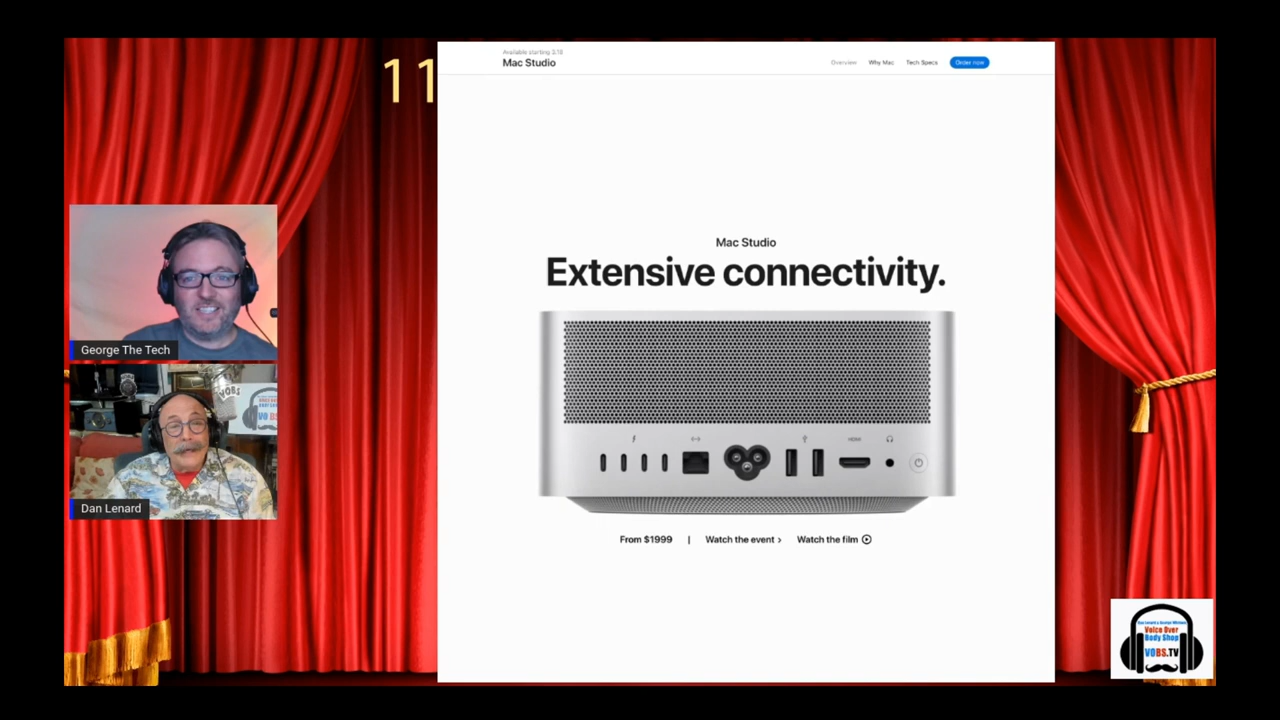 Available starting 3.18
Mac Studio
Overview
Why Mac
Tech Specs
Order now
11
Mac Studio
Extensive connectivity.
HDMI
From $1999 | Watch the event › Watch the film
George The Tech
VOBS
VO BS
Dan Lenard
Voice Over
Body Shop
VOBS.TV